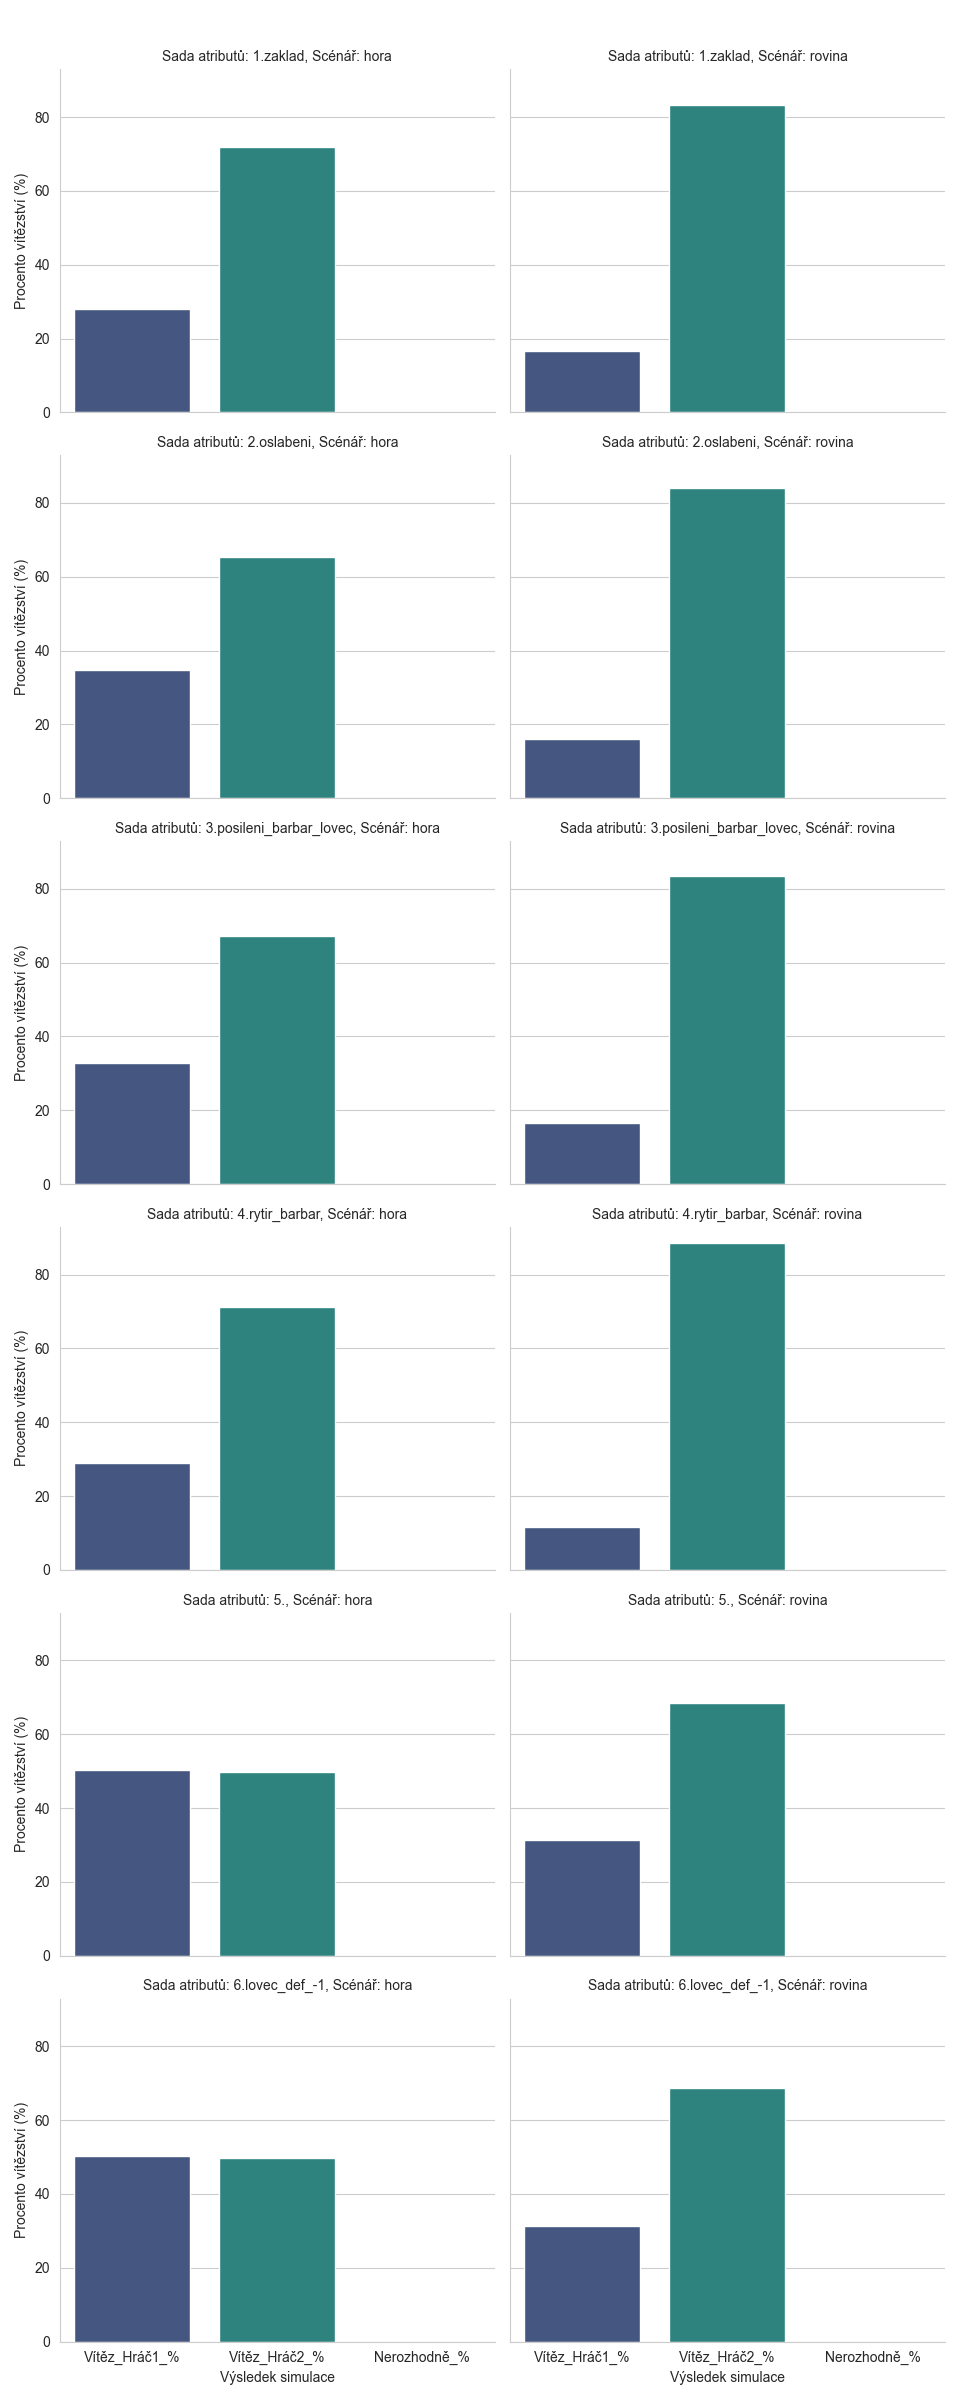 Sada atributů: 1.zaklad, Scénář: hora
Sada atributů: 1.zaklad, Scénář: rovina
Procento vítězství (%)
80
60
40
20
0
Sada atributů: 2.oslabeni, Scénář: hora
Sada atributů: 2.oslabeni, Scénář: rovina
Procento vítězství (%)
80
60
40
20
0
Sada atributů: 3.posileni_barbar_lovec, Scénář: hora
Sada atributů: 3.posileni_barbar_lovec, Scénář: rovina
Procento vítězství (%)
80
60
40
20
0
Sada atributů: 4.rytir_barbar, Scénář: hora
Sada atributů: 4.rytir_barbar, Scénář: rovina
Procento vítězství (%)
80
60
40
20
0
Sada atributů: 5., Scénář: hora
Sada atributů: 5., Scénář: rovina
Procento vítězství (%)
80
60
40
20
0
Sada atributů: 6.lovec_def_-1, Scénář: hora
Sada atributů: 6.lovec_def_-1, Scénář: rovina
Procento vítězství (%)
80
60
40
20
0
Vítěz_Hráč1_%
Vítěz_Hráč2_%
Nerozhodně_%
Výsledek simulace
Vítěz_Hráč1_%
Vítěz_Hráč2_%
Nerozhodně_%
Výsledek simulace